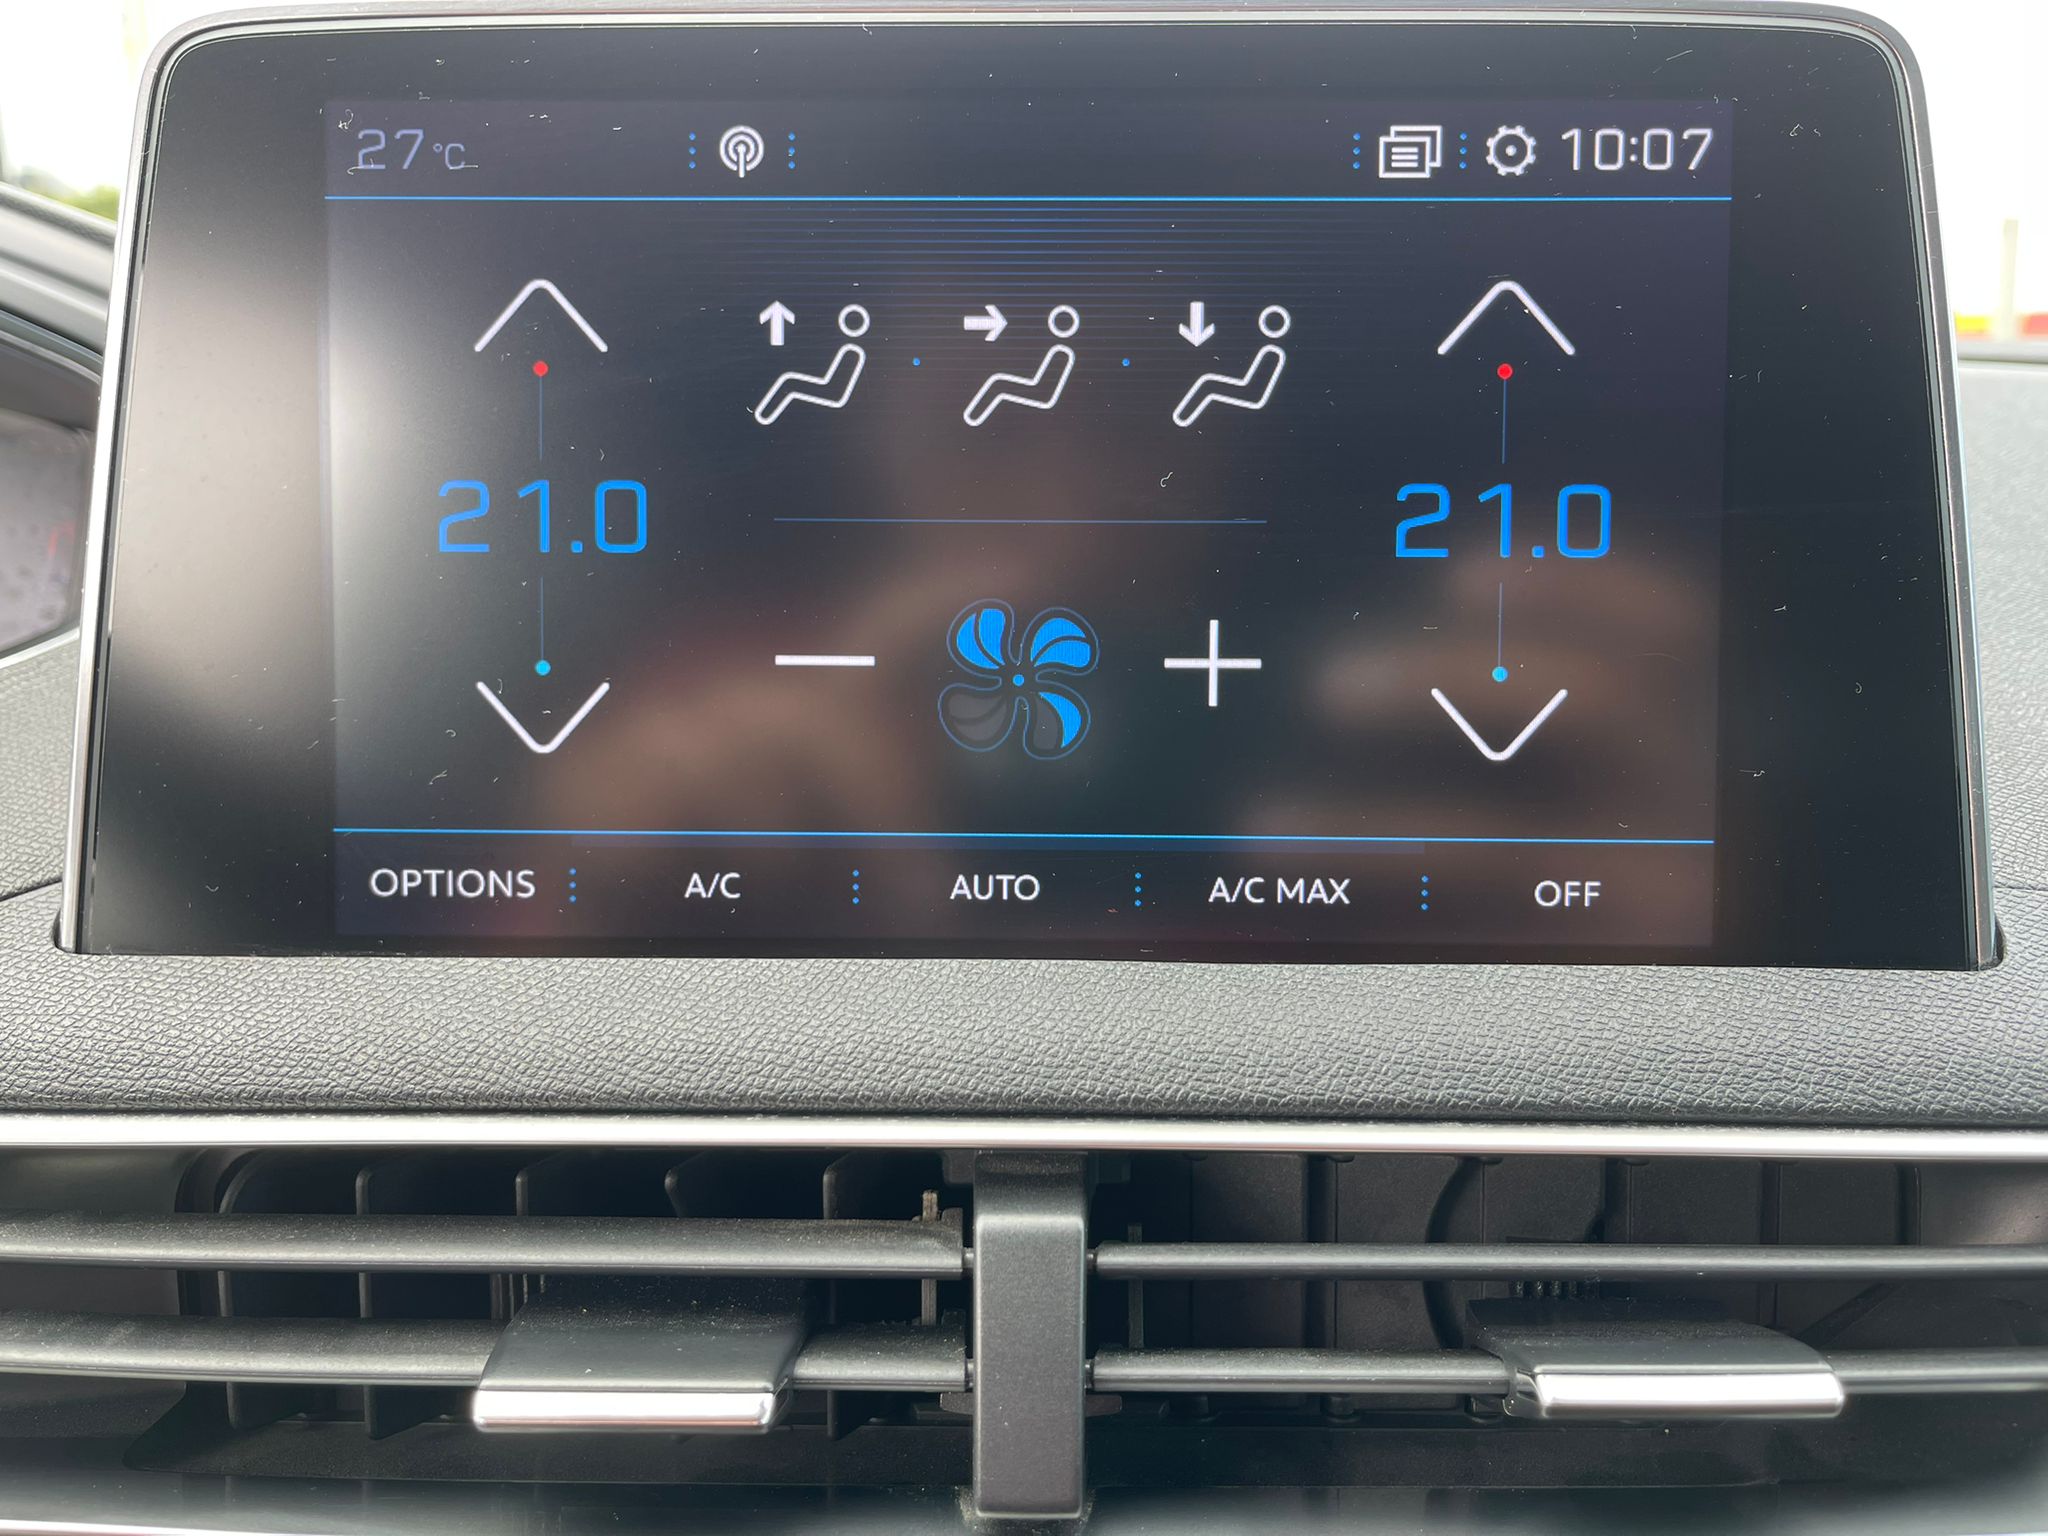 27°C 10:07
21.0 21.0
OPTIONS A/C AUTO A/C MAX OFF